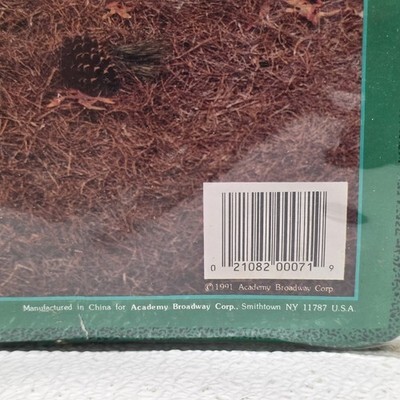 0 21082 00071 9
©1991 Academy Broadway Corp.
Manufactured in China for Academy Broadway Corp., Smithtown NY 11787 U.S.A.